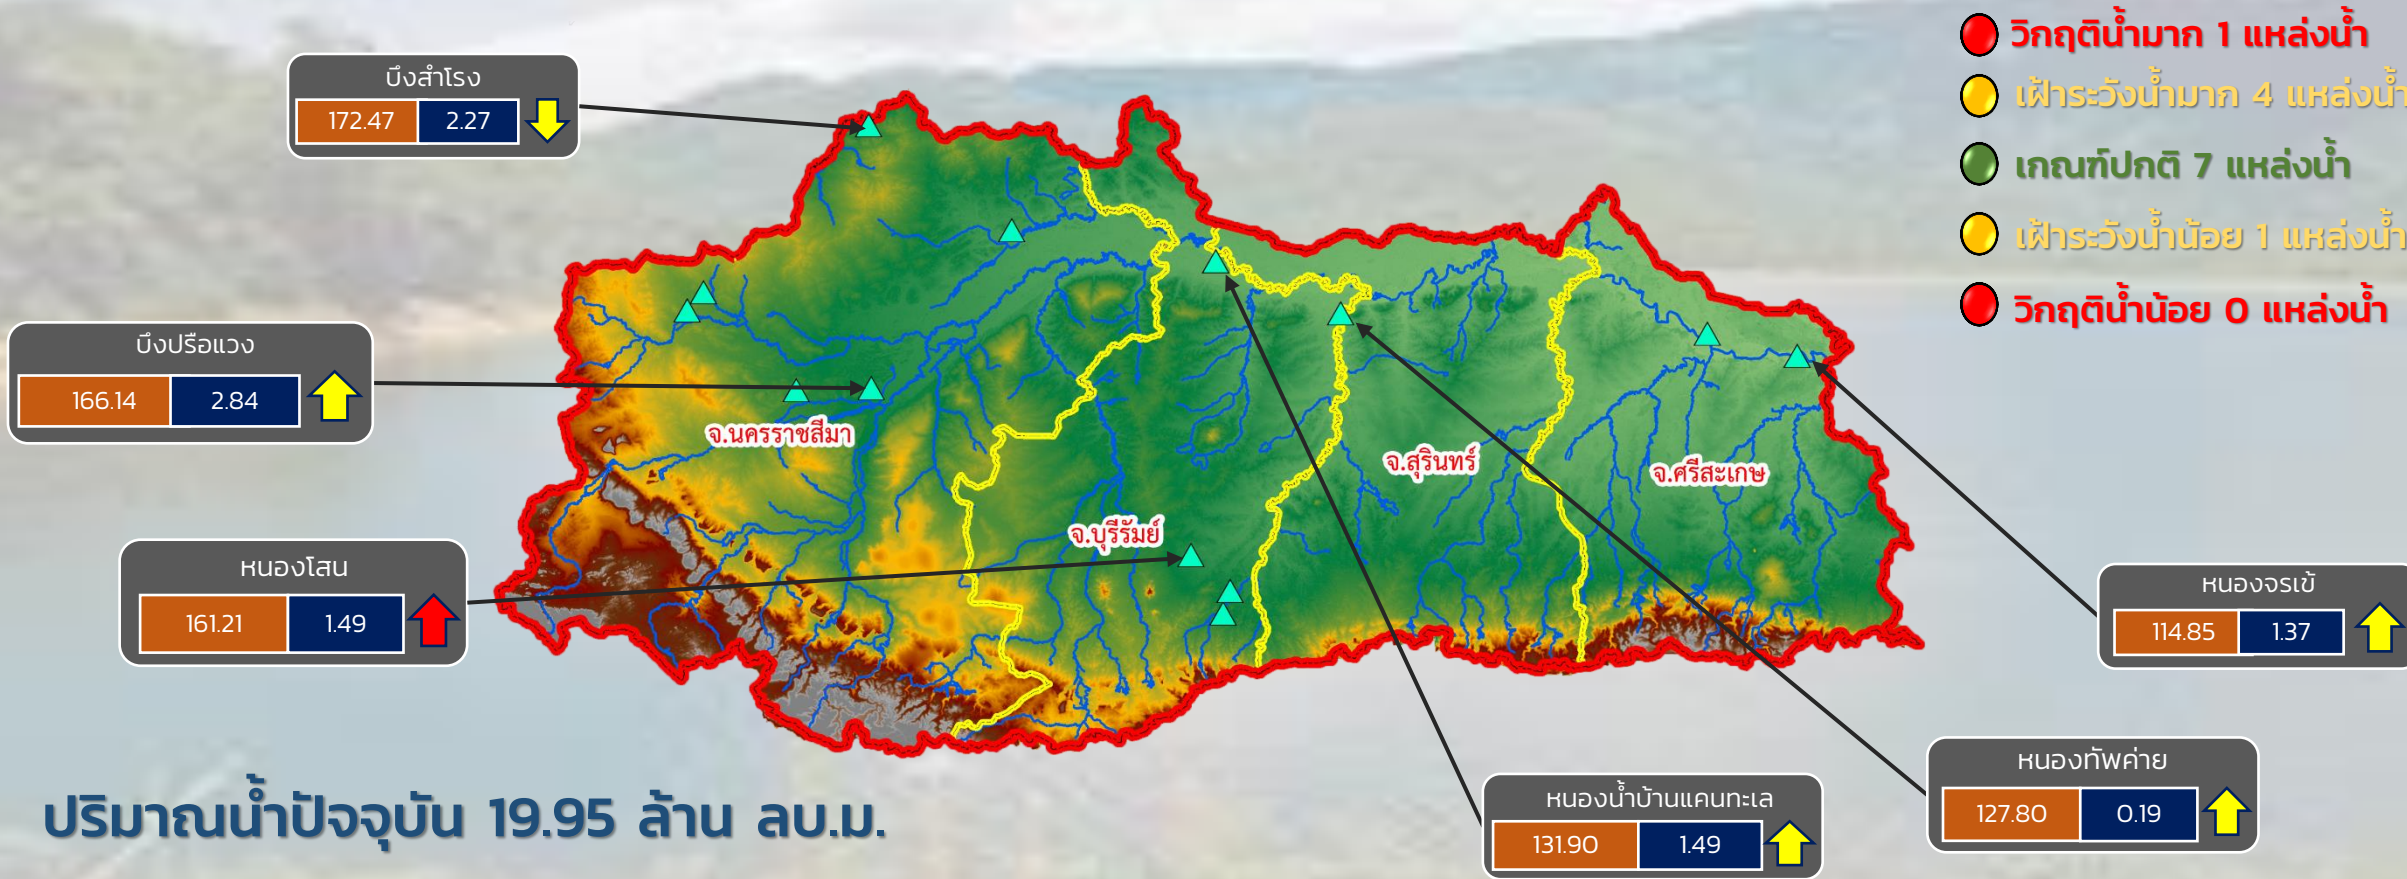 วิกฤติน้ำมาก 1 แหล่งน้ำ
เฝ้าระวังน้ำมาก 4 แหล่งน้ำ
เกณฑ์ปกติ 7 แหล่งน้ำ
เฝ้าระวังน้ำน้อย 1 แหล่งน้ำ
วิกฤติน้ำน้อย 0 แหล่งน้ำ
บึงสำโรง
172.47 2.27
บึงปรือแวง
166.14 2.84
หนองโสน
161.21 1.49
จ.นครราชสีมา
จ.บุรีรัมย์
จ.สุรินทร์
จ.ศรีสะเกษ
หนองจรเข้
114.85 1.37
หนองทัพค่าย
127.80 0.19
หนองน้ำบ้านแคนทะเล
131.90 1.49
ปริมาณน้ำปัจจุบัน 19.95 ล้าน ลบ.ม.